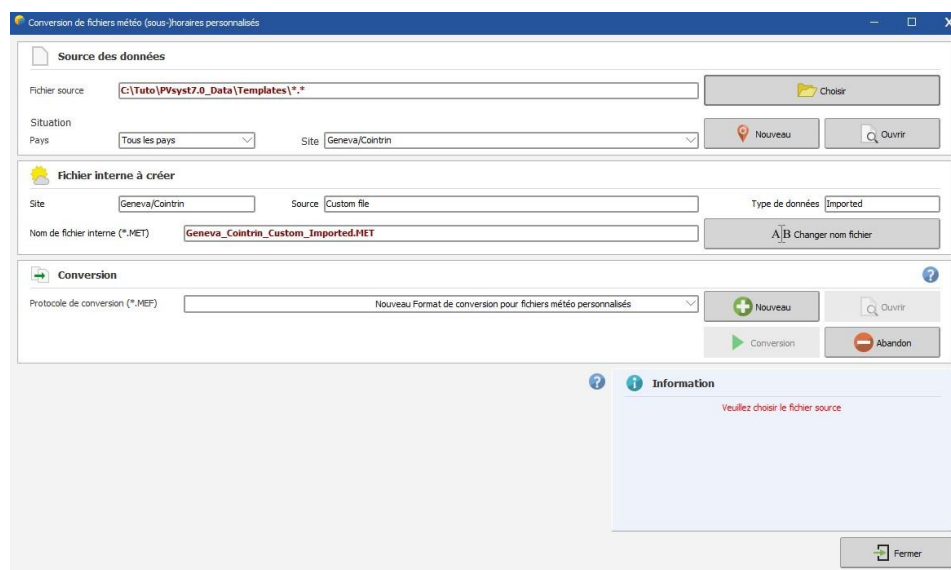 Conversion de fichiers météo (sous-)horaires personnalisés
Source des données
Fichier source C:\Tuto\PVsyst7.0_Data\Templates\*.* Choisir
Situation
Pays Tous les pays Site Geneva/Cointrin Nouveau Ouvrir
Fichier interne à créer
Site Geneva/Cointrin Source Custom file Type de données Imported
Nom de fichier interne (*.MET) Geneva_Cointrin_Custom_Imported.MET A|B Changer nom fichier
Conversion
Protocole de conversion (*.MEF) Nouveau Format de conversion pour fichiers météo personnalisés Nouveau Ouvrir
Conversion Abandon
Information
Veuillez choisir le fichier source
Fermer